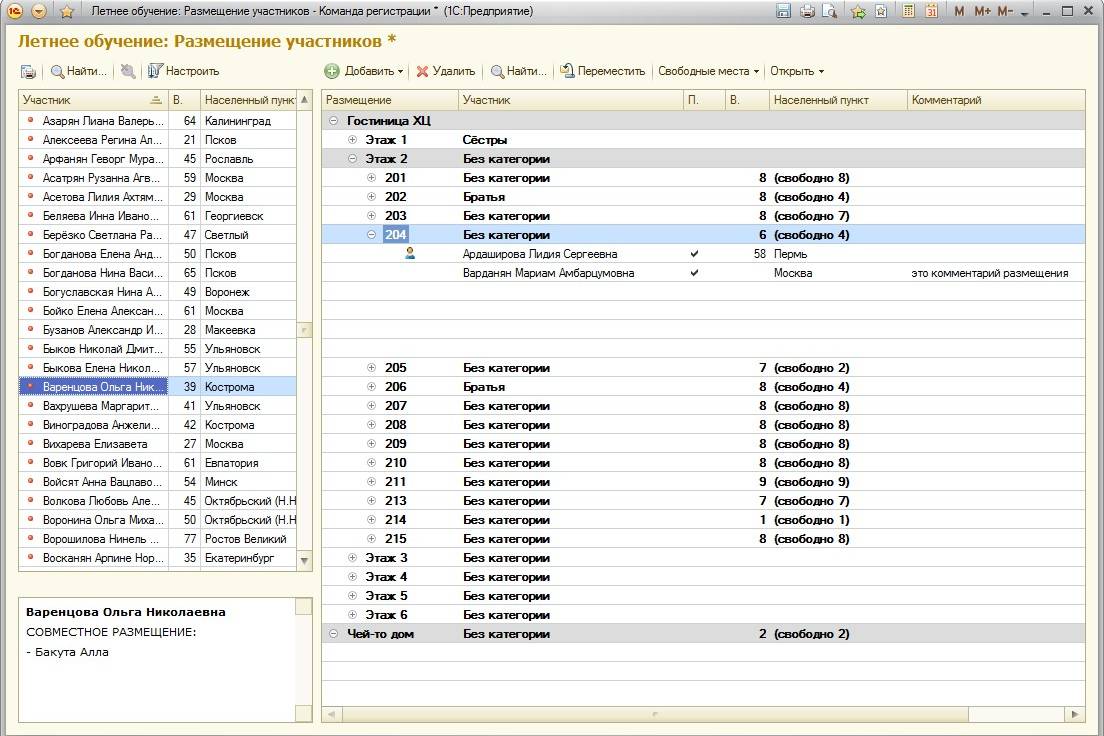 Летнее обучение: Размещение участников - Команда регистрации * (1С:Предприятие)
M M+ M-
Летнее обучение: Размещение участников *
Найти... Настроить
Добавить Удалить Найти... Переместить Свободные места Открыть
Участник В. Населенный пункт
Азарян Лиана Валерь... 64 Калининград
Алексеева Регина Ал... 21 Псков
Арфанян Геворг Мура... 45 Рославль
Асатрян Рузанна Агв... 59 Москва
Асетова Лилия Ахтям... 29 Москва
Беляева Инна Ивано... 61 Георгиевск
Берёзко Светлана Ра... 47 Светлый
Богданова Елена Анд... 50 Псков
Богданова Нина Васи... 65 Псков
Богуславская Нина А... 49 Воронеж
Бойко Елена Алексан... 61 Москва
Бузанов Александр И... 28 Макеевка
Быков Николай Дмит... 55 Ульяновск
Быкова Елена Никол... 57 Ульяновск
Варенцова Ольга Ник... 39 Кострома
Вахрушева Маргарит... 41 Ульяновск
Виноградова Анжели... 42 Кострома
Вихарева Елизавета 27 Москва
Вовк Григорий Ивано... 61 Евпатория
Войсят Анна Вацлаво... 54 Минск
Волкова Любовь Але... 45 Октябрьский (Н.Н
Воронина Ольга Миха... 50 Октябрьский (Н.Н
Ворошилова Нинель ... 77 Ростов Великий
Восканян Арпине Нор... 35 Екатеринбург
Варенцова Ольга Николаевна
СОВМЕСТНОЕ РАЗМЕЩЕНИЕ:
- Бакута Алла
Размещение Участник П. В. Населенный пункт Комментарий
Гостиница ХЦ
Этаж 1 Сёстры
Этаж 2 Без категории
201 Без категории 8 (свободно 8)
202 Братья 8 (свободно 4)
203 Без категории 8 (свободно 7)
204 Без категории 6 (свободно 4)
Ардаширова Лидия Сергеевна ✓ 58 Пермь
Варданян Мариам Амбарцумовна ✓ Москва это комментарий размещения
205 Без категории 7 (свободно 2)
206 Братья 8 (свободно 4)
207 Без категории 8 (свободно 8)
208 Без категории 8 (свободно 8)
209 Без категории 8 (свободно 8)
210 Без категории 8 (свободно 8)
211 Без категории 9 (свободно 9)
213 Без категории 7 (свободно 7)
214 Без категории 1 (свободно 1)
215 Без категории 8 (свободно 8)
Этаж 3 Без категории
Этаж 4 Без категории
Этаж 5 Без категории
Этаж 6 Без категории
Чей-то дом Без категории 2 (свободно 2)